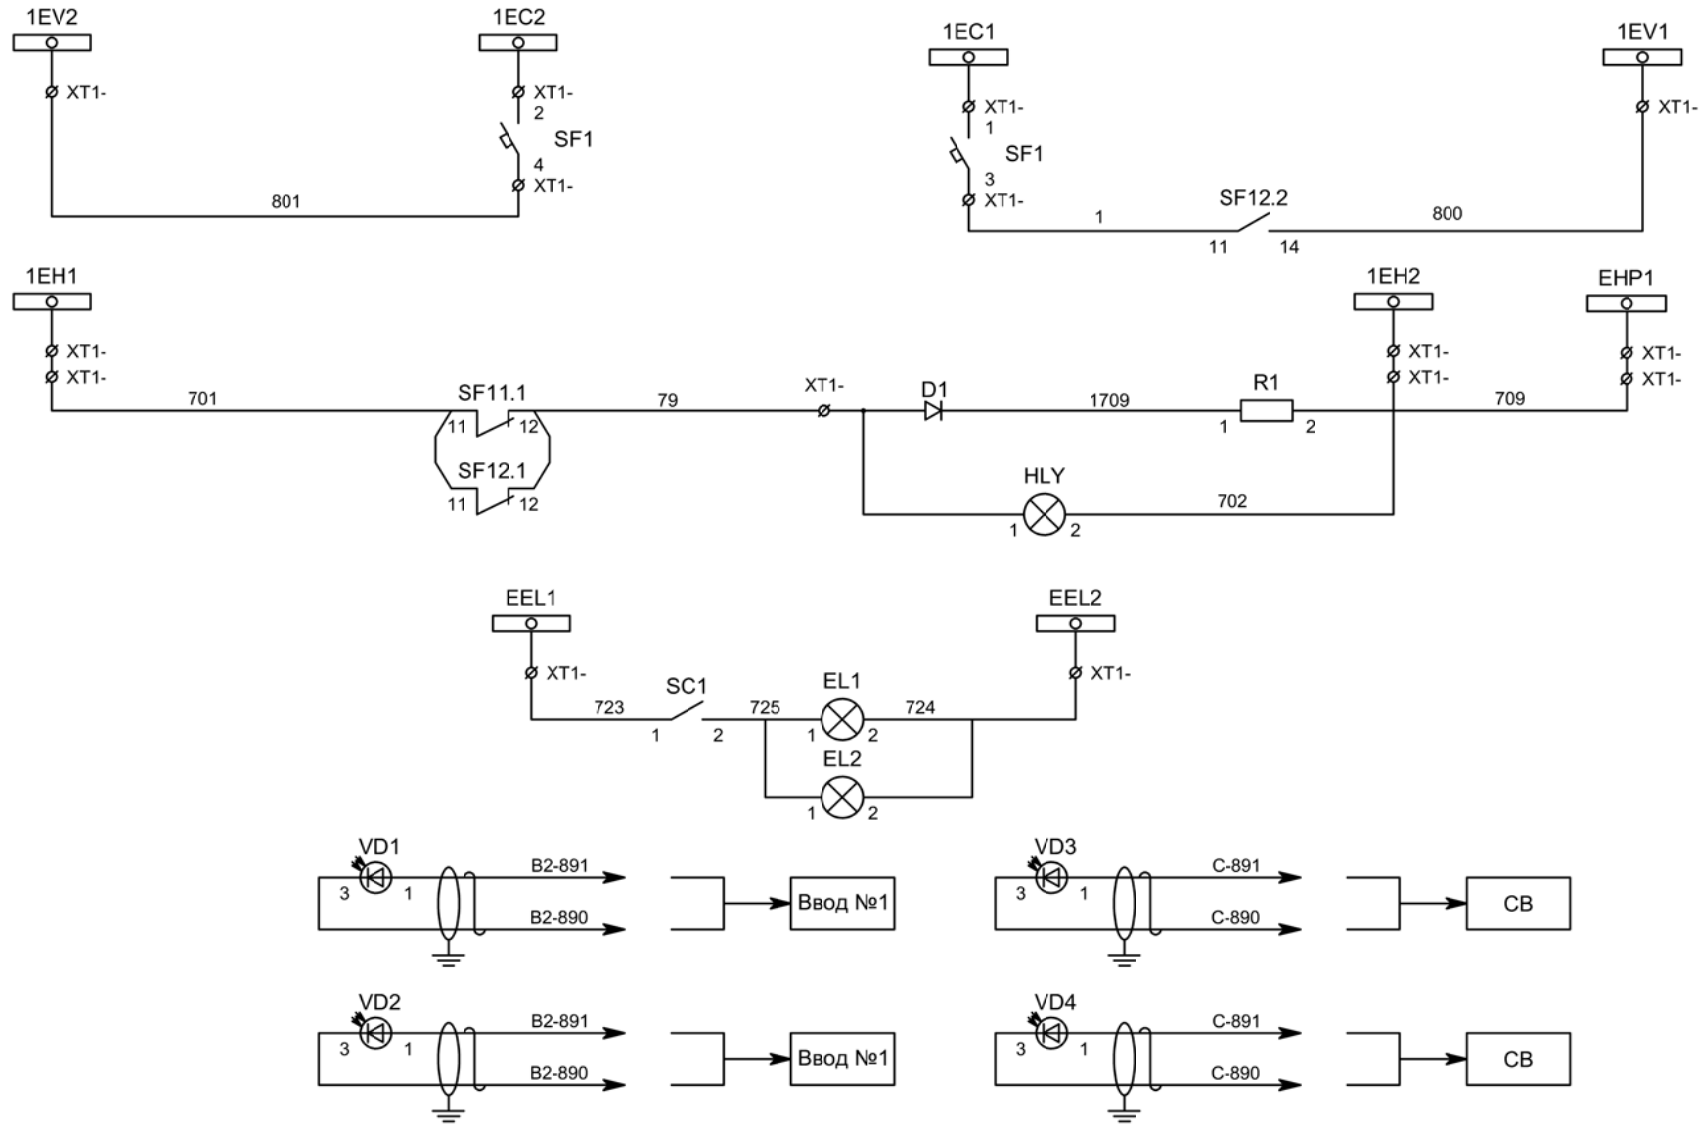 1EV2
1EC2
1EC1
1EV1
XT1-
XT1-
XT1-
XT1-
2
SF1
1
SF1
4
3
XT1-
XT1-
801
1
SF12.2
800
11
14
1EH1
1EH2
EHP1
XT1-
XT1-
XT1-
XT1-
XT1-
XT1-
701
SF11.1
79
XT1-
D1
1709
R1
709
11
12
1
2
SF12.1
11
12
HLY
702
1
2
EEL1
EEL2
XT1-
XT1-
723
SC1
725
EL1
724
1
2
1
2
EL2
1
2
VD1
B2-891
3
1
B2-890
Ввод №1
VD3
C-891
3
1
C-890
СВ
VD2
B2-891
3
1
B2-890
Ввод №1
VD4
C-891
3
1
C-890
СВ